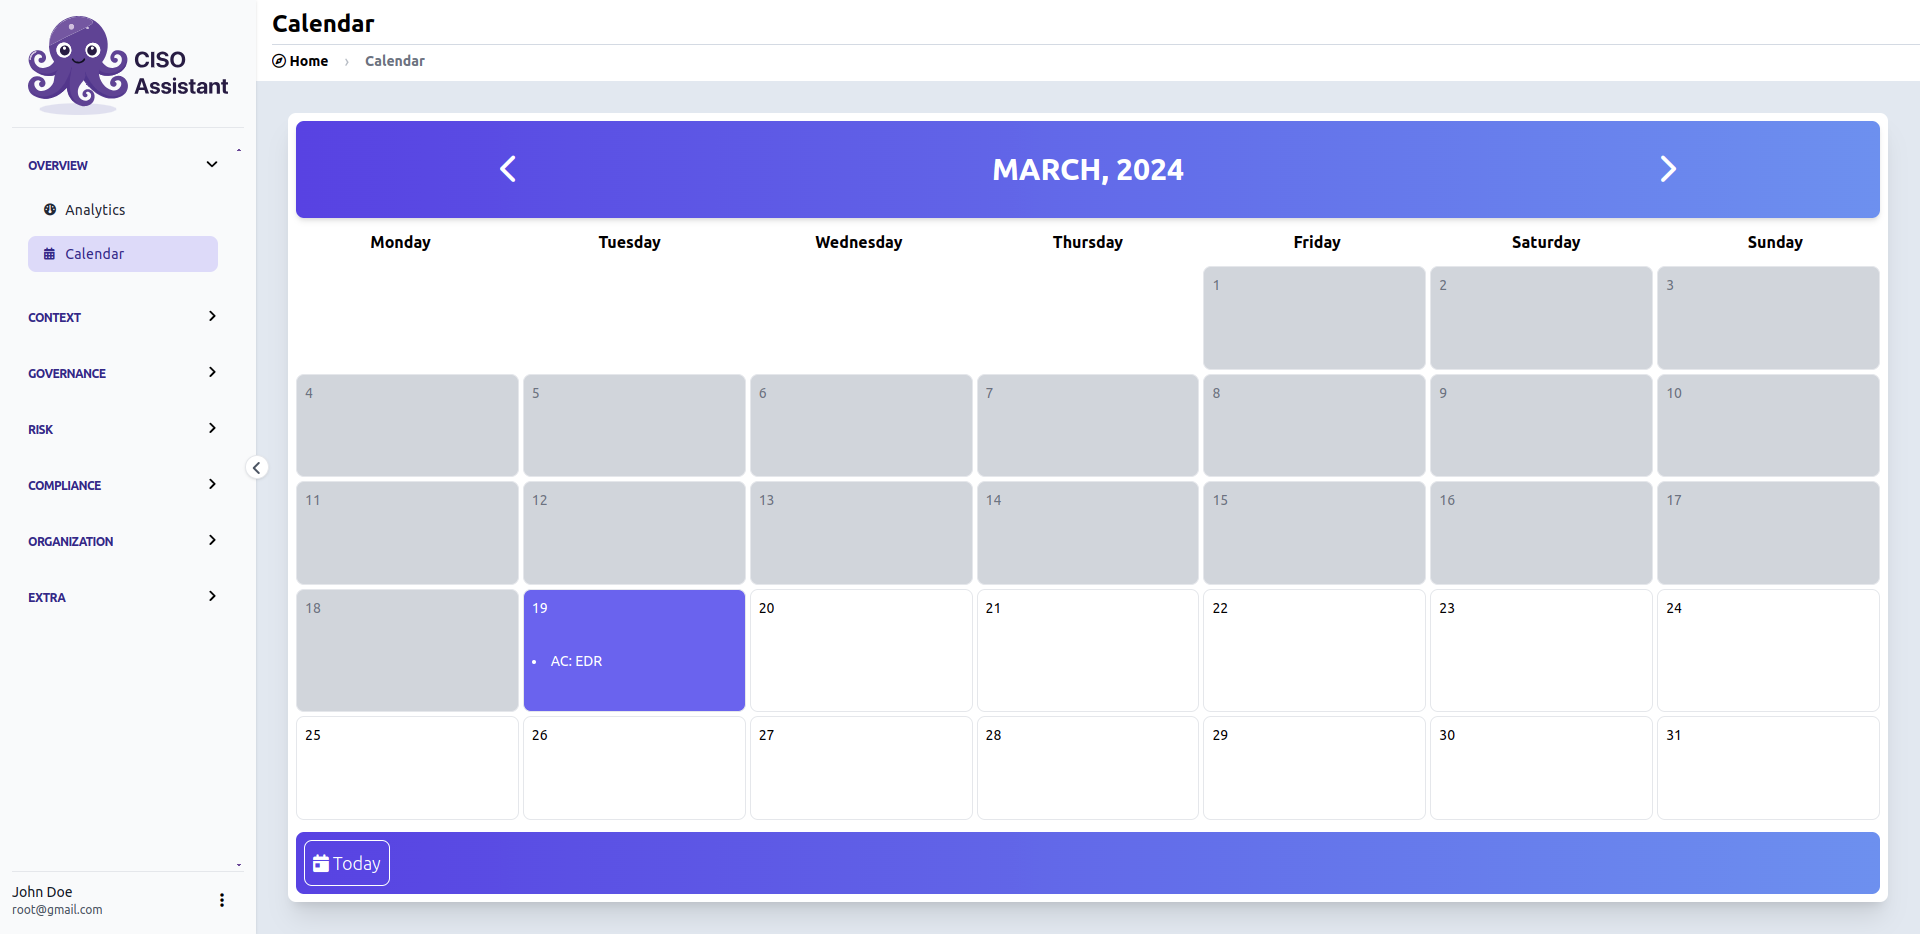 CISO
Assistant
OVERVIEW
Analytics
Calendar
CONTEXT
GOVERNANCE
RISK
COMPLIANCE
ORGANIZATION
EXTRA
John Doe
root@gmail.com
Calendar
Home › Calendar
MARCH, 2024
Monday Tuesday Wednesday Thursday Friday Saturday Sunday
1 2 3
4 5 6 7 8 9 10
11 12 13 14 15 16 17
18 19 20 21 22 23 24
• AC: EDR
25 26 27 28 29 30 31
Today